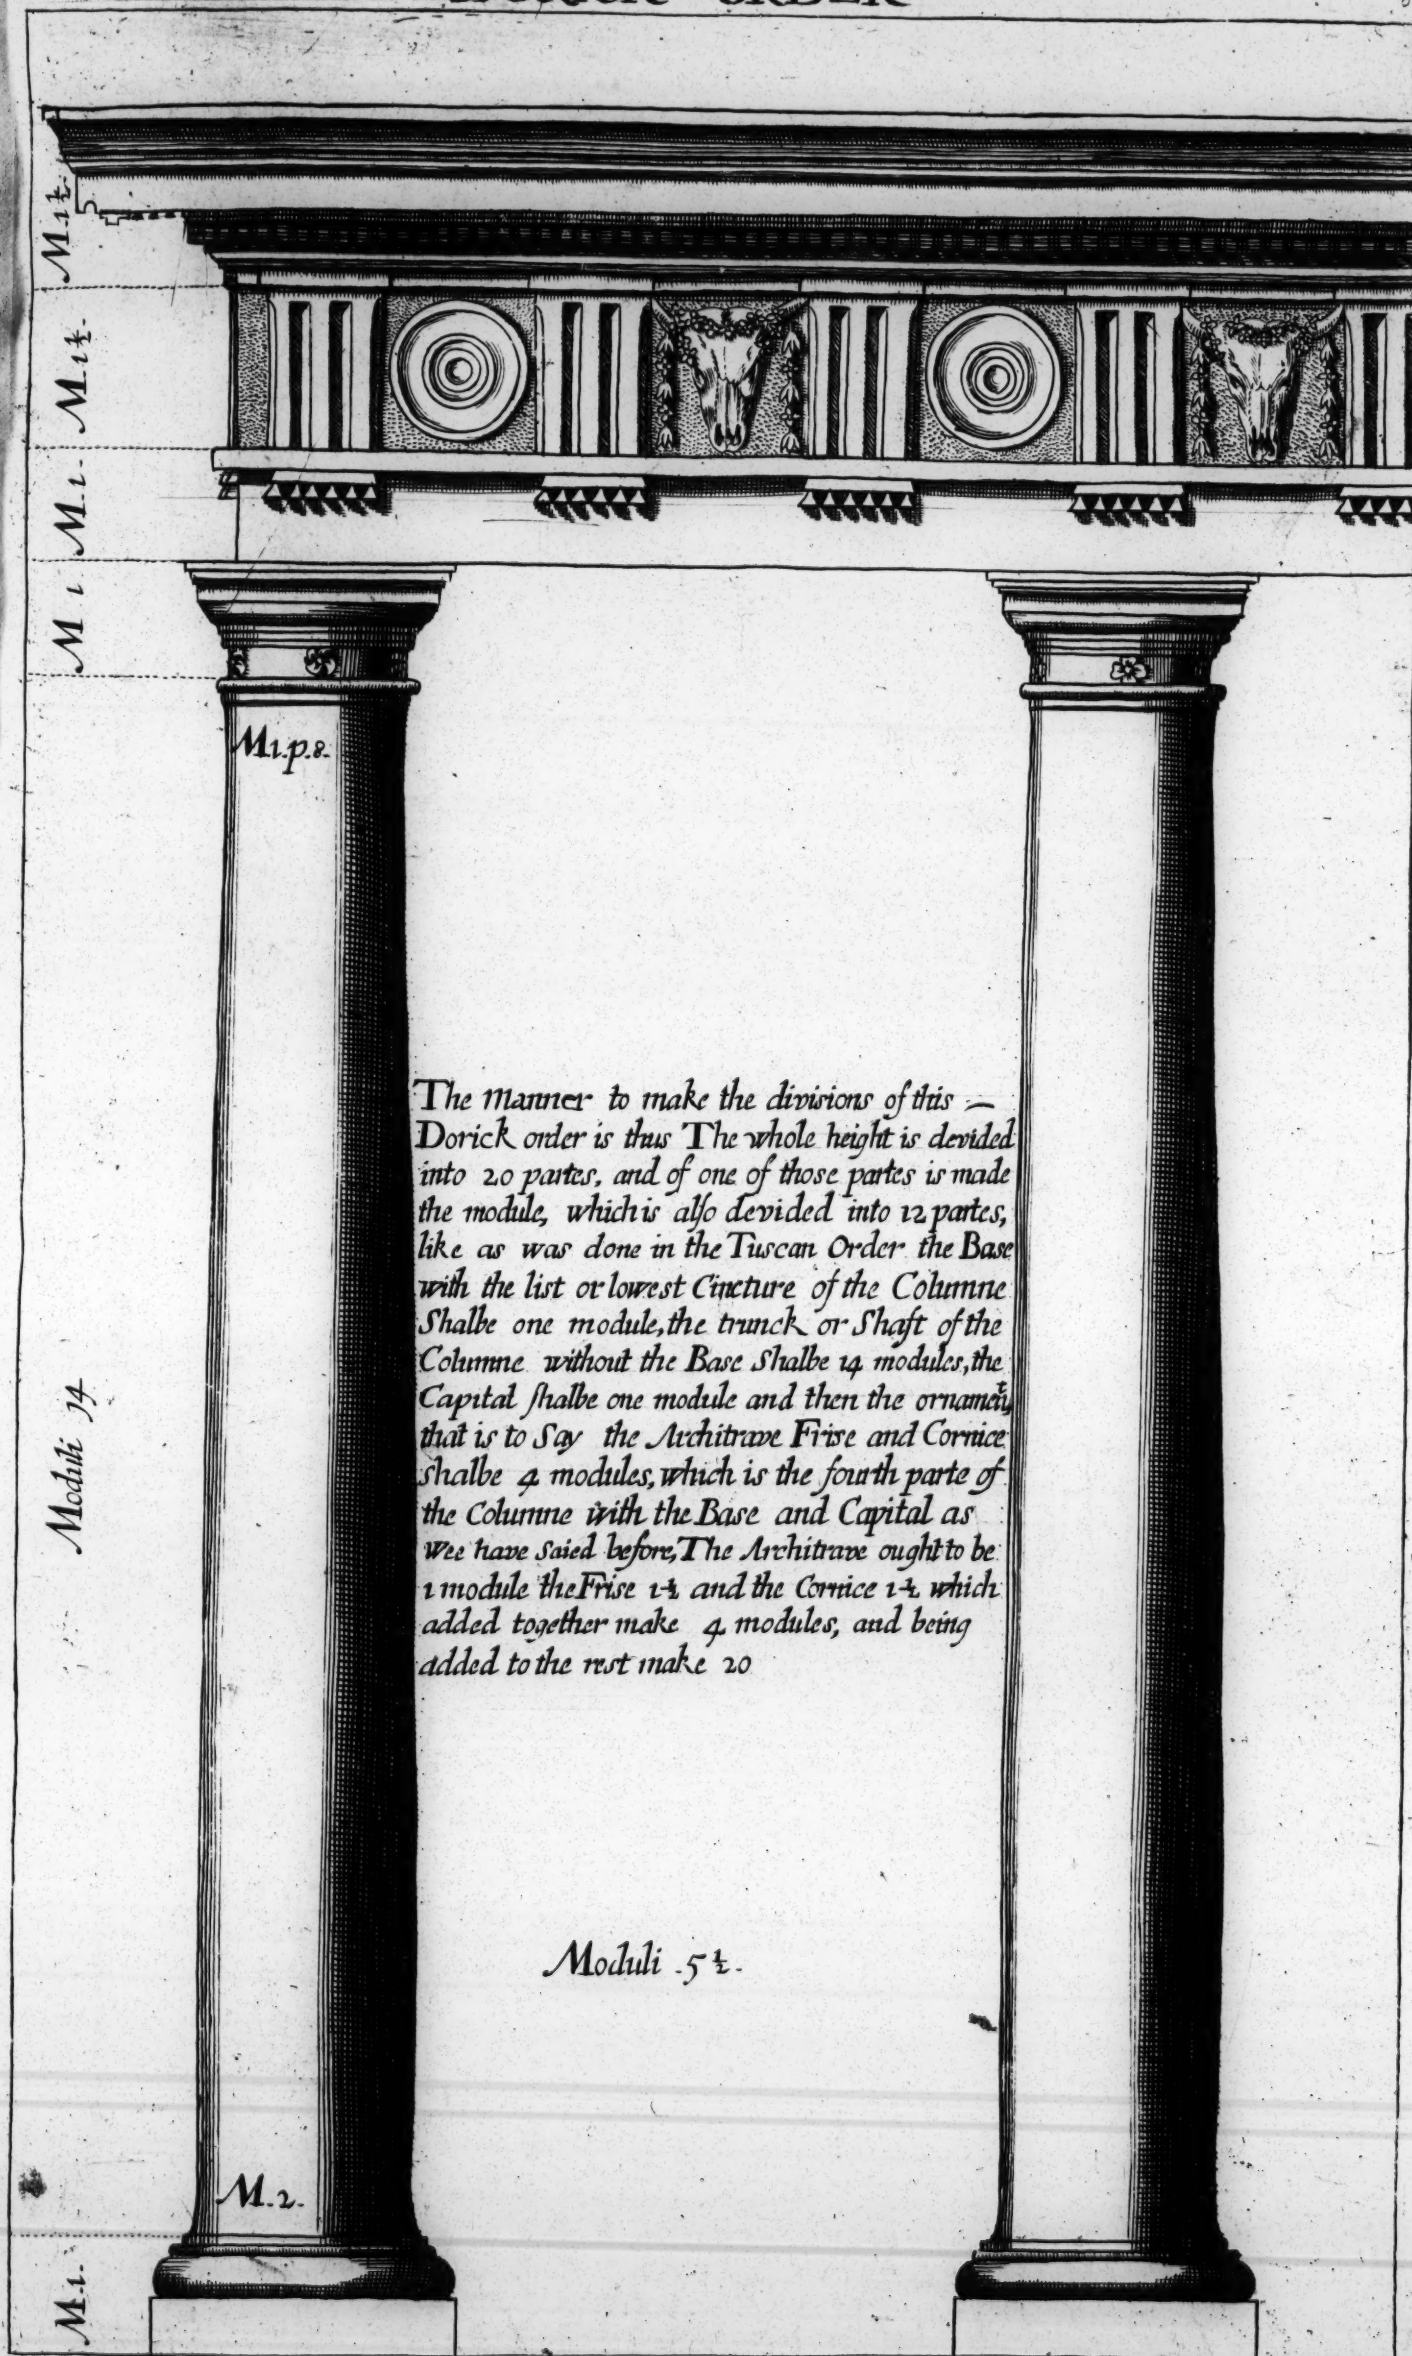 ORDER
M.1½.
M.1½.
M.1.
M 1
M1.p.8.
The manner to make the divisions of this —
Dorick order is thus The whole height is devided
into 20 partes, and of one of those partes is made
the module, which is alſo devided into 12 partes,
like as was done in the Tuscan Order the Base
with the list or lowest Cincture of the Columne
Shalbe one module, the trunck or Shaft of the
Columne without the Base Shalbe 14 modules, the
Capital ſhalbe one module and then the
that is to Say the Architrave Frise and Cornice
shalbe 4 modules, which is the fourth parte of
the Columne with the Base and Capital as
wee have saied before, The Architrave ought to be
1 module the Frise 1½ and the Cornice 1½ which
added together make 4 modules, and being
added to the rest make 20
Moduli 14
Moduli .5½.
M.2.
M.1.